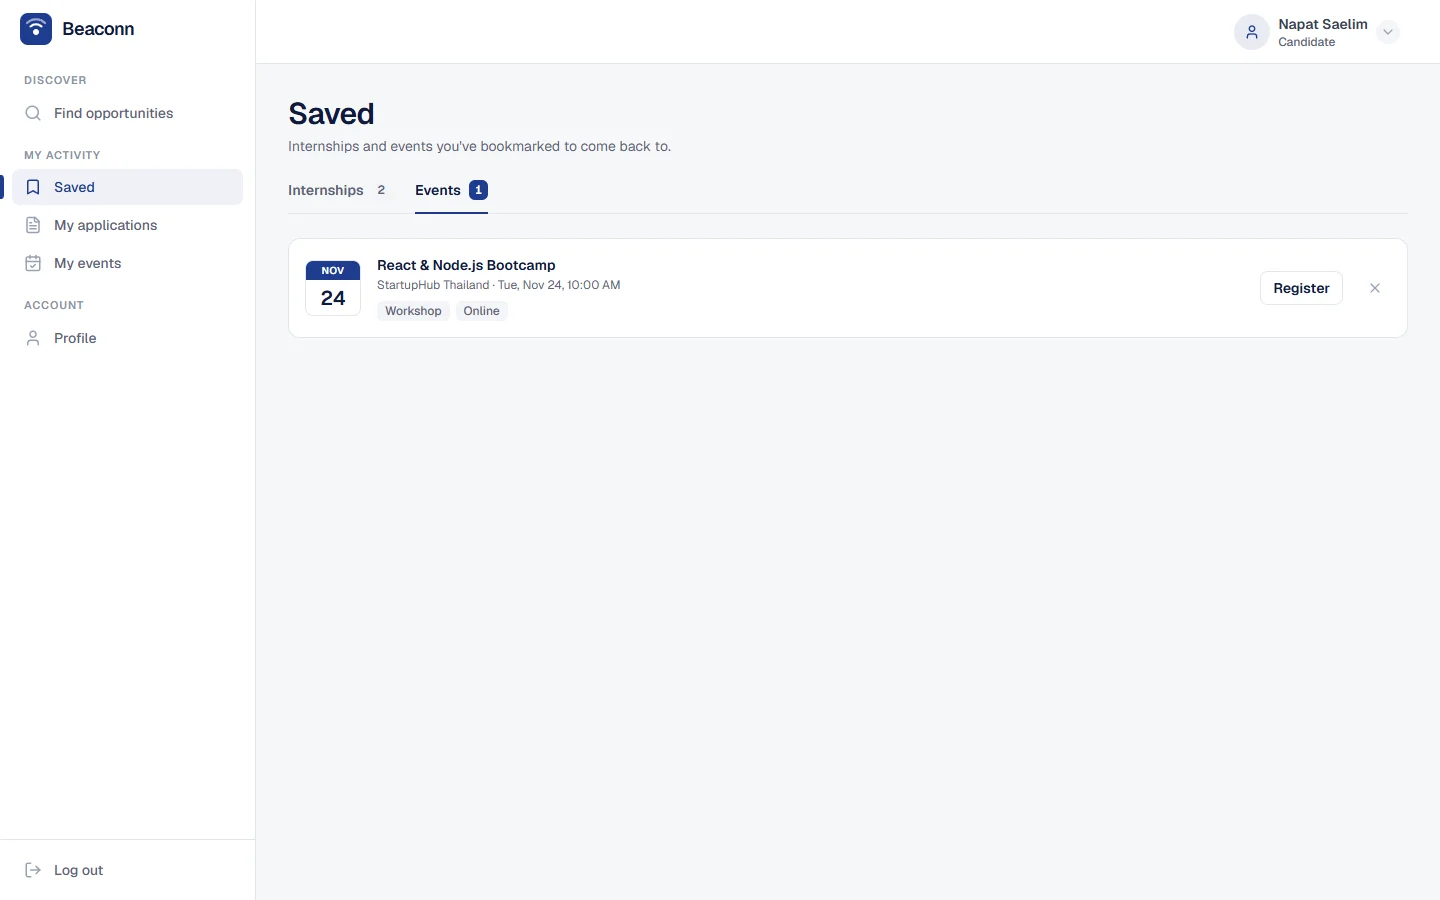 Beaconn
DISCOVER
Find opportunities
MY ACTIVITY
Saved
My applications
My events
ACCOUNT
Profile
Log out
Napat Saelim
Candidate
Saved
Internships and events you've bookmarked to come back to.
Internships 2
Events 1
NOV
24
React & Node.js Bootcamp
StartupHub Thailand · Tue, Nov 24, 10:00 AM
Workshop Online
Register